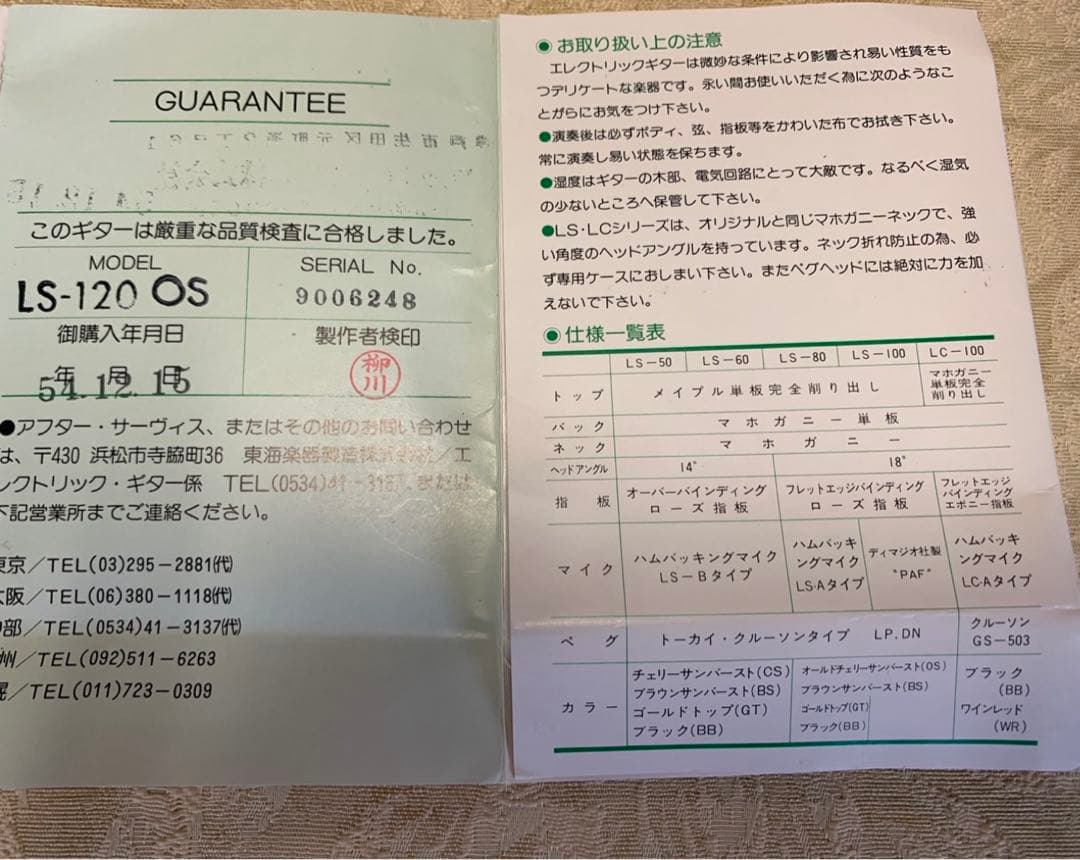 GUARANTEE
このギターは厳重な品質検査に合格しました。
MODEL
SERIAL No.
LS-120 OS
9006248
御購入年月日
製作者検印
54年12月15日
柳川
●アフター・サーヴィス、またはその他のお問い合わせ
は、〒430 浜松市寺脇町36 東海楽器製造株式会社/エ
レクトリック・ギター係 TEL(0534)41-3137または
下記営業所までご連絡ください。
東京/TEL(03)295-2881(代)
大阪/TEL(06)380-1118(代)
部/TEL(0534)41-3137(代)
州/TEL(092)511-6263
/TEL(011)723-0309
◉お取り扱い上の注意
エレクトリックギターは微妙な条件により影響され易い性質をも
つデリケートな楽器です。永い間お使いいただく為に次のようなこ
とがらにお気をつけ下さい。
●演奏後は必ずボディ、弦、指板等をかわいた布でお拭き下さい。
常に演奏し易い状態を保ちます。
●湿度はギターの木部、電気回路にとって大敵です。なるべく湿気
の少ないところへ保管して下さい。
●LS・LCシリーズは、オリジナルと同じマホガニーネックで、強
い角度のヘッドアングルを持っています。ネック折れ防止の為、必
ず専用ケースにおしまい下さい。またペグヘッドには絶対に力を加
えないで下さい。
◉仕様一覧表
LS-50 LS-60 LS-80 LS-100 LC-100
トップ メイプル単板完全削り出し マホガニー単板完全削り出し
バック マホガニー単板
ネック マホガニー
ヘッドアングル 14° 18°
指板 オーバーバインディングローズ指板 フレットエッジバインディングローズ指板 フレットエッジバインディングエボニー指板
マイク ハムバッキングマイクLS-Bタイプ ハムバッキングマイクLS・Aタイプ ディマジオ社製"PAF" ハムバッキングマイクLC・Aタイプ
ペグ トーカイ・クルーソンタイプ LP.DN クルーソンGS-503
カラー チェリーサンバースト(CS) オールドチェリーサンバースト(OS) ブラック(BB)
ブラウンサンバースト(BS) ブラウンサンバースト(BS) ワインレッド(WR)
ゴールドトップ(GT) ゴールドトップ(GT)
ブラック(BB) ブラック(BB)